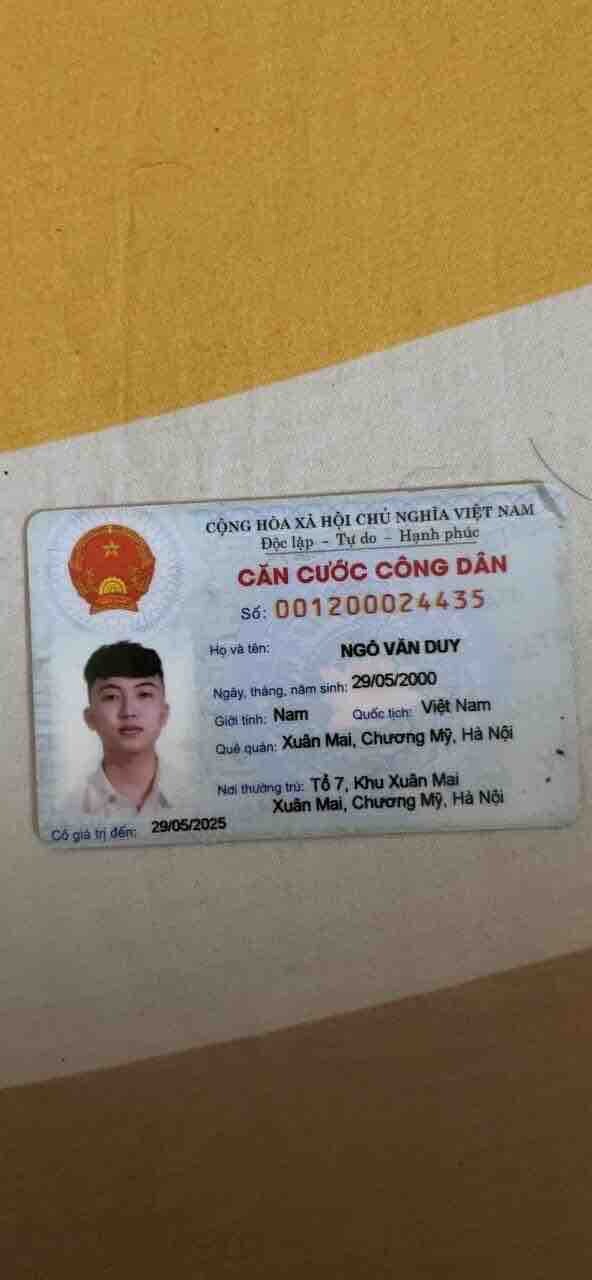 CỘNG HÒA XÃ HỘI CHỦ NGHĨA VIỆT NAM
Độc lập - Tự do - Hạnh phúc
CĂN CƯỚC CÔNG DÂN
Số: 001200024435
Họ và tên: NGÔ VĂN DUY
Ngày, tháng, năm sinh: 29/05/2000
Giới tính: Nam Quốc tịch: Việt Nam
Quê quán: Xuân Mai, Chương Mỹ, Hà Nội
Nơi thường trú: Tổ 7, Khu Xuân Mai
Xuân Mai, Chương Mỹ, Hà Nội
Có giá trị đến: 29/05/2025